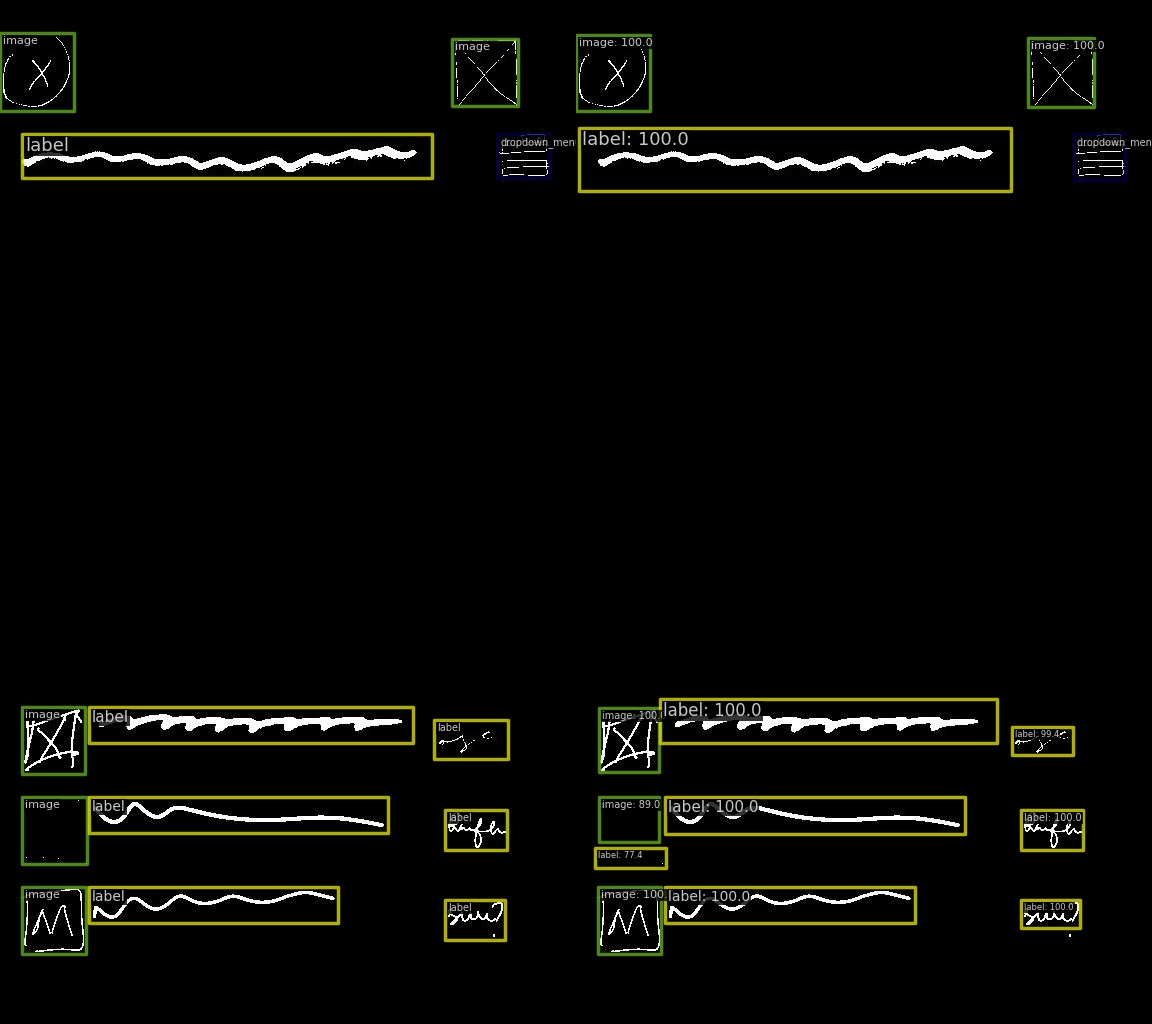 image image image: 100.0 image: 100.0
label dropdown_men label: 100.0 dropdown_men
image label label image: 100. label: 100.0 label: 99.4
image label label image: 89.0 label: 100.0 label: 100.0
label: 77.4
image label label image: 100. label: 100.0 label: 100.0